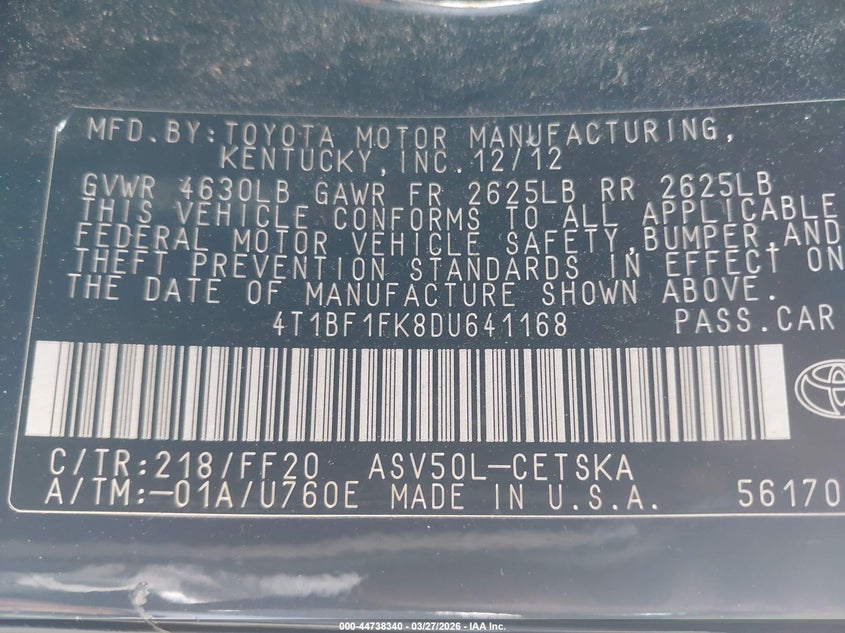 MFD.BY:TOYOTA MOTOR MANUFACTURING,
KENTUCKY,INC.12/12
GVWR 4630LB GAWR FR 2625LB RR 2625LB
THIS VEHICLE CONFORMS TO ALL APPLICABLE
FEDERAL MOTOR VEHICLE SAFETY,BUMPER,AND
THEFT PREVENTION STANDARDS IN EFFECT ON
THE DATE OF MANUFACTURE SHOWN ABOVE.
4T1BF1FK8DU641168 PASS.CAR
C/TR:218/FF20 ASV50L-CETSKA
A/TM:-01A/U760E MADE IN U.S.A. 56170
000-44738340 - 03/27/2026 - IAA Inc.